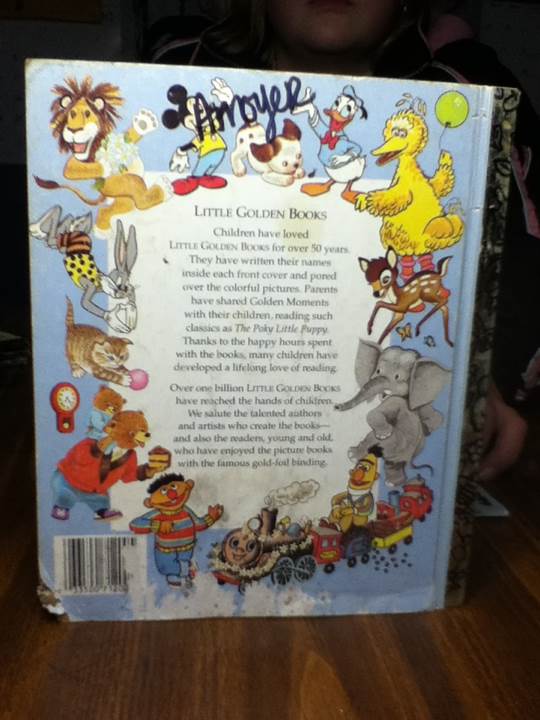 Amoyer
LITTLE GOLDEN BOOKS
Children have loved
LITTLE GOLDEN BOOKS for over 50 years.
They have written their names
inside each front cover and pored
over the colorful pictures. Parents
have shared Golden Moments
with their children, reading such
classics as The Poky Little Puppy.
Thanks to the happy hours spent
with the books, many children have
developed a lifelong love of reading.
Over one billion LITTLE GOLDEN BOOKS
have reached the hands of children.
We salute the talented authors
and artists who create the books—
and also the readers, young and old,
who have enjoyed the picture books
with the famous gold-foil binding.